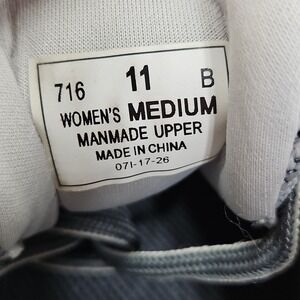 716 11 B
WOMEN'S MEDIUM
MANMADE UPPER
MADE IN CHINA
071-17-26